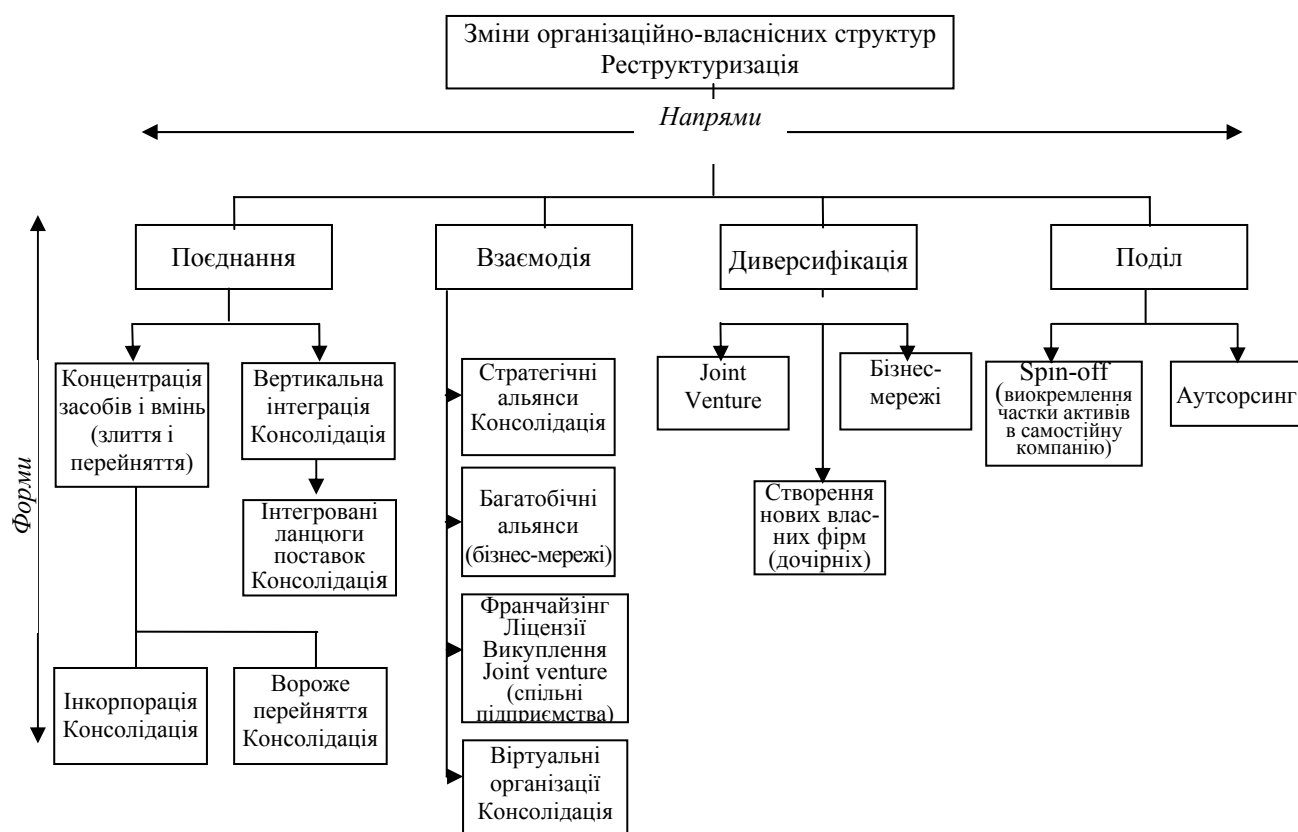 Зміни організаційно-власнісних структур
Реструктуризація
Напрями
Форми
Поєднання
Взаємодія
Диверсифікація
Поділ
Концентрація
засобів і вмінь
(злиття і
перейняття)
Вертикальна
інтеграція
Консолідація
Інтегровані
ланцюги
поставок
Консолідація
Інкорпорація
Консолідація
Вороже
перейняття
Консолідація
Стратегічні
альянси
Консолідація
Багатобічні
альянси
(бізнес-мережі)
Франчайзінг
Ліцензії
Викуплення
Joint venture
(спільні
підприємства)
Віртуальні
організації
Консолідація
Joint
Venture
Створення
нових влас-
них фірм
(дочірніх)
Бізнес-
мережі
Spin-off
(виокремлення
частки активів
в самостійну
компанію)
Аутсорсинг